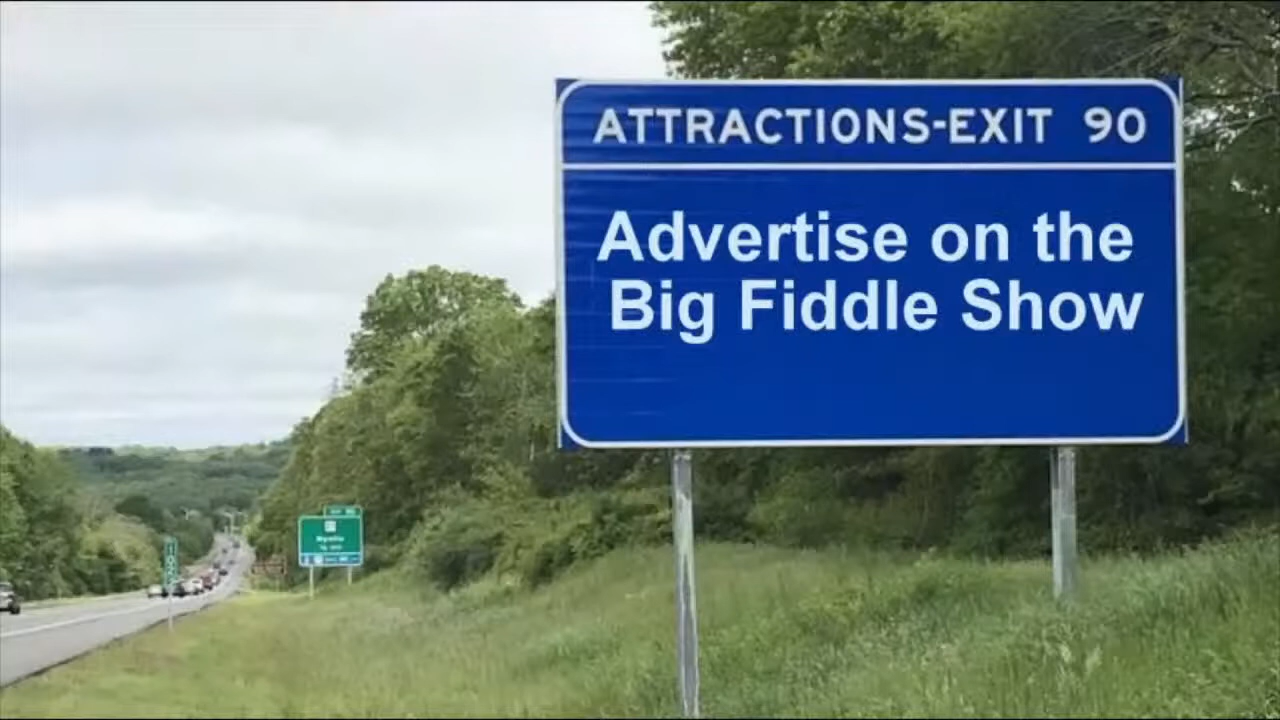 ATTRACTIONS-EXIT 90
Advertise on the
Big Fiddle Show